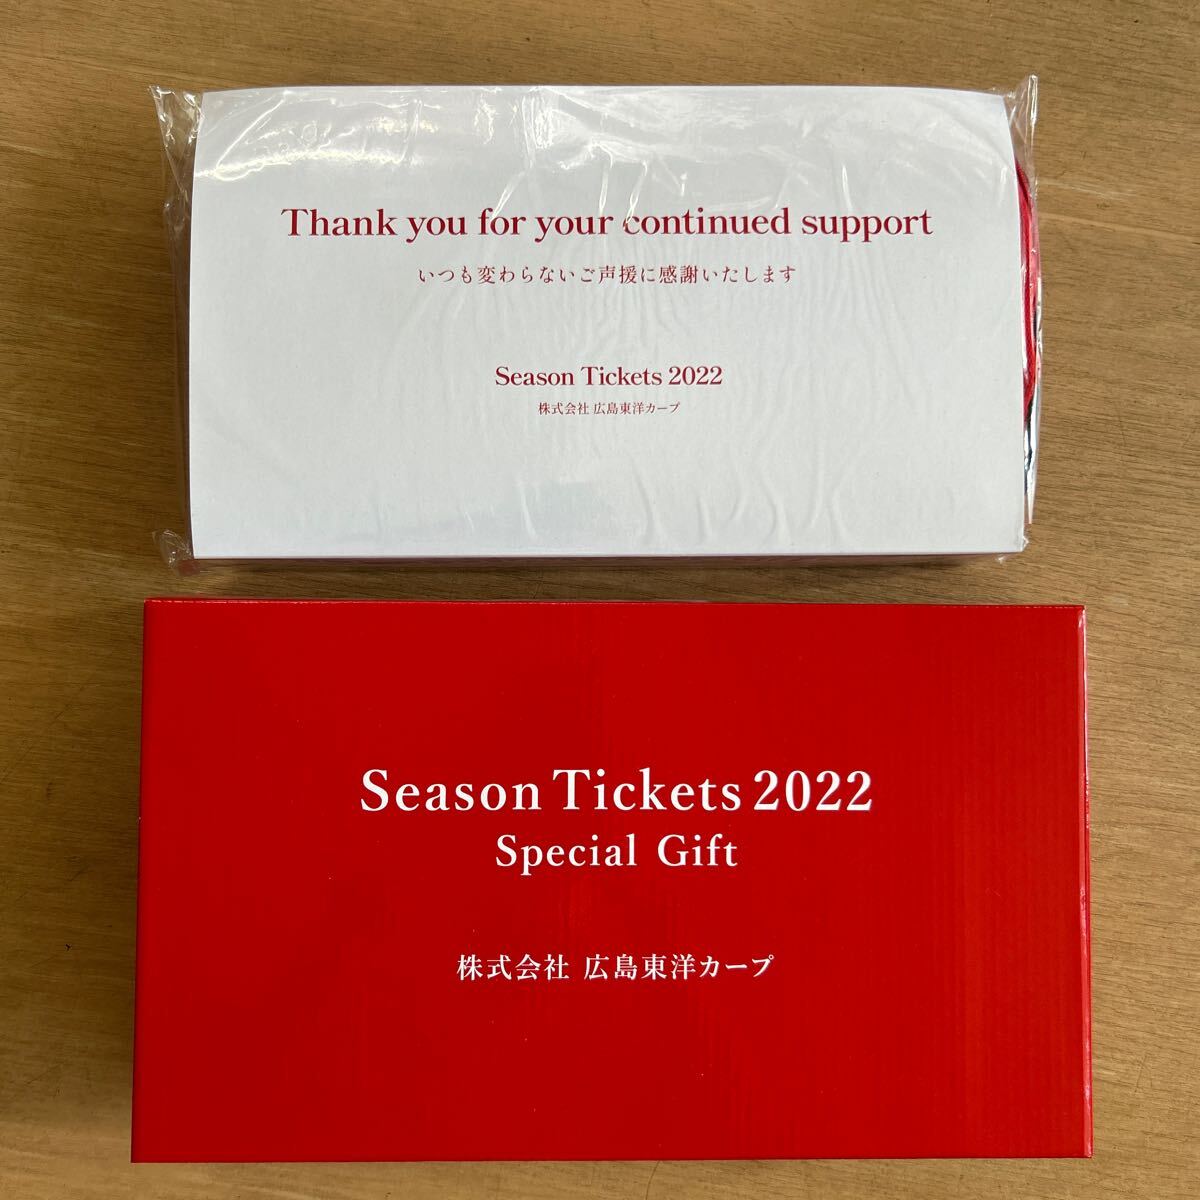 Thank you for your continued support
いつも変わらないご声援に感謝いたします
Season Tickets 2022
株式会社 広島東洋カープ
Season Tickets 2022
Special Gift
株式会社 広島東洋カープ